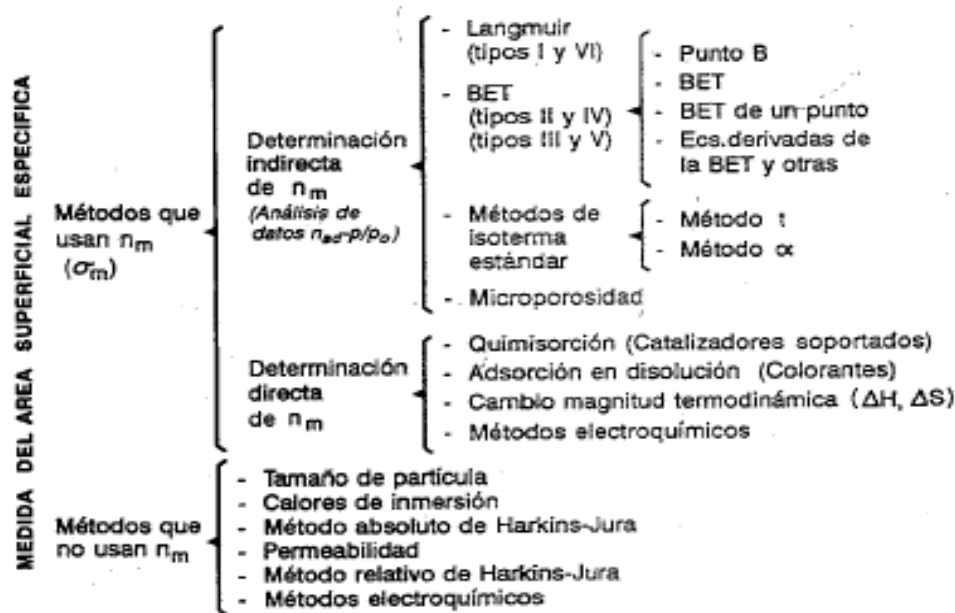 MEDIDA DEL AREA SUPERFICIAL ESPECIFICA
Métodos que
usan nm
(σm)
Determinación
indirecta
de nm
(Análisis de
datos nad-p/po)
- Langmuir
(tipos I y VI)
- BET
(tipos II y IV)
(tipos III y V)
- Punto B
- BET
- BET de un punto
- Ecs.derivadas de
la BET y otras
- Métodos de
isoterma
estándar
- Método t
- Método α
- Microporosidad
Determinación
directa
de nm
- Quimisorción (Catalizadores soportados)
- Adsorción en disolución (Colorantes)
- Cambio magnitud termodinámica (ΔH, ΔS)
- Métodos electroquímicos
Métodos que
no usan nm
- Tamaño de partícula
- Calores de inmersión
- Método absoluto de Harkins-Jura
- Permeabilidad
- Método relativo de Harkins-Jura
- Métodos electroquímicos